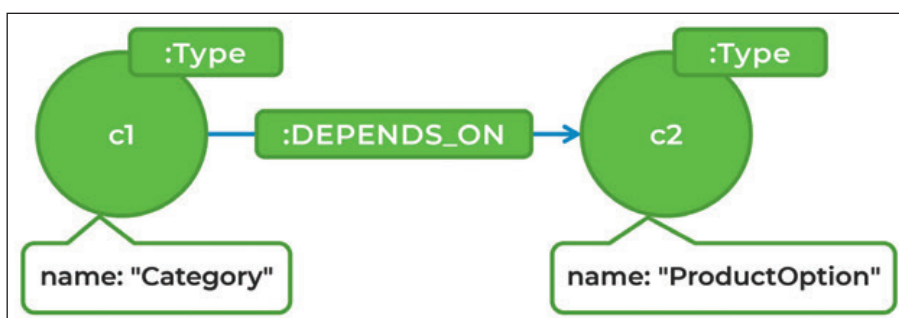 :Type
:Type
c1
:DEPENDS_ON
c2
name: "Category"
name: "ProductOption"